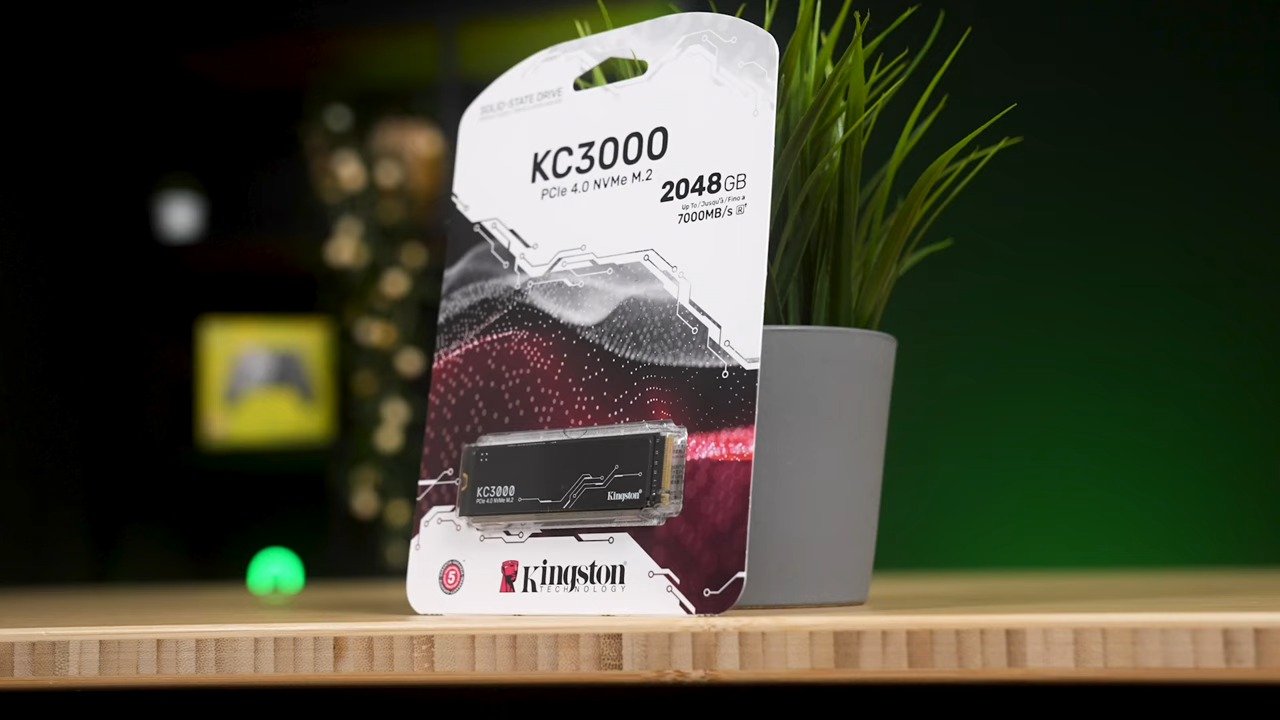 SOLID-STATE DRIVE
KC3000
PCIe 4.0 NVMe M.2
2048GB
Up To/Jusqu'à/Fino a
7000MB/s R
KC3000
PCIe 4.0 NVMe M.2
Kingston
5
Kingston
TECHNOLOGY